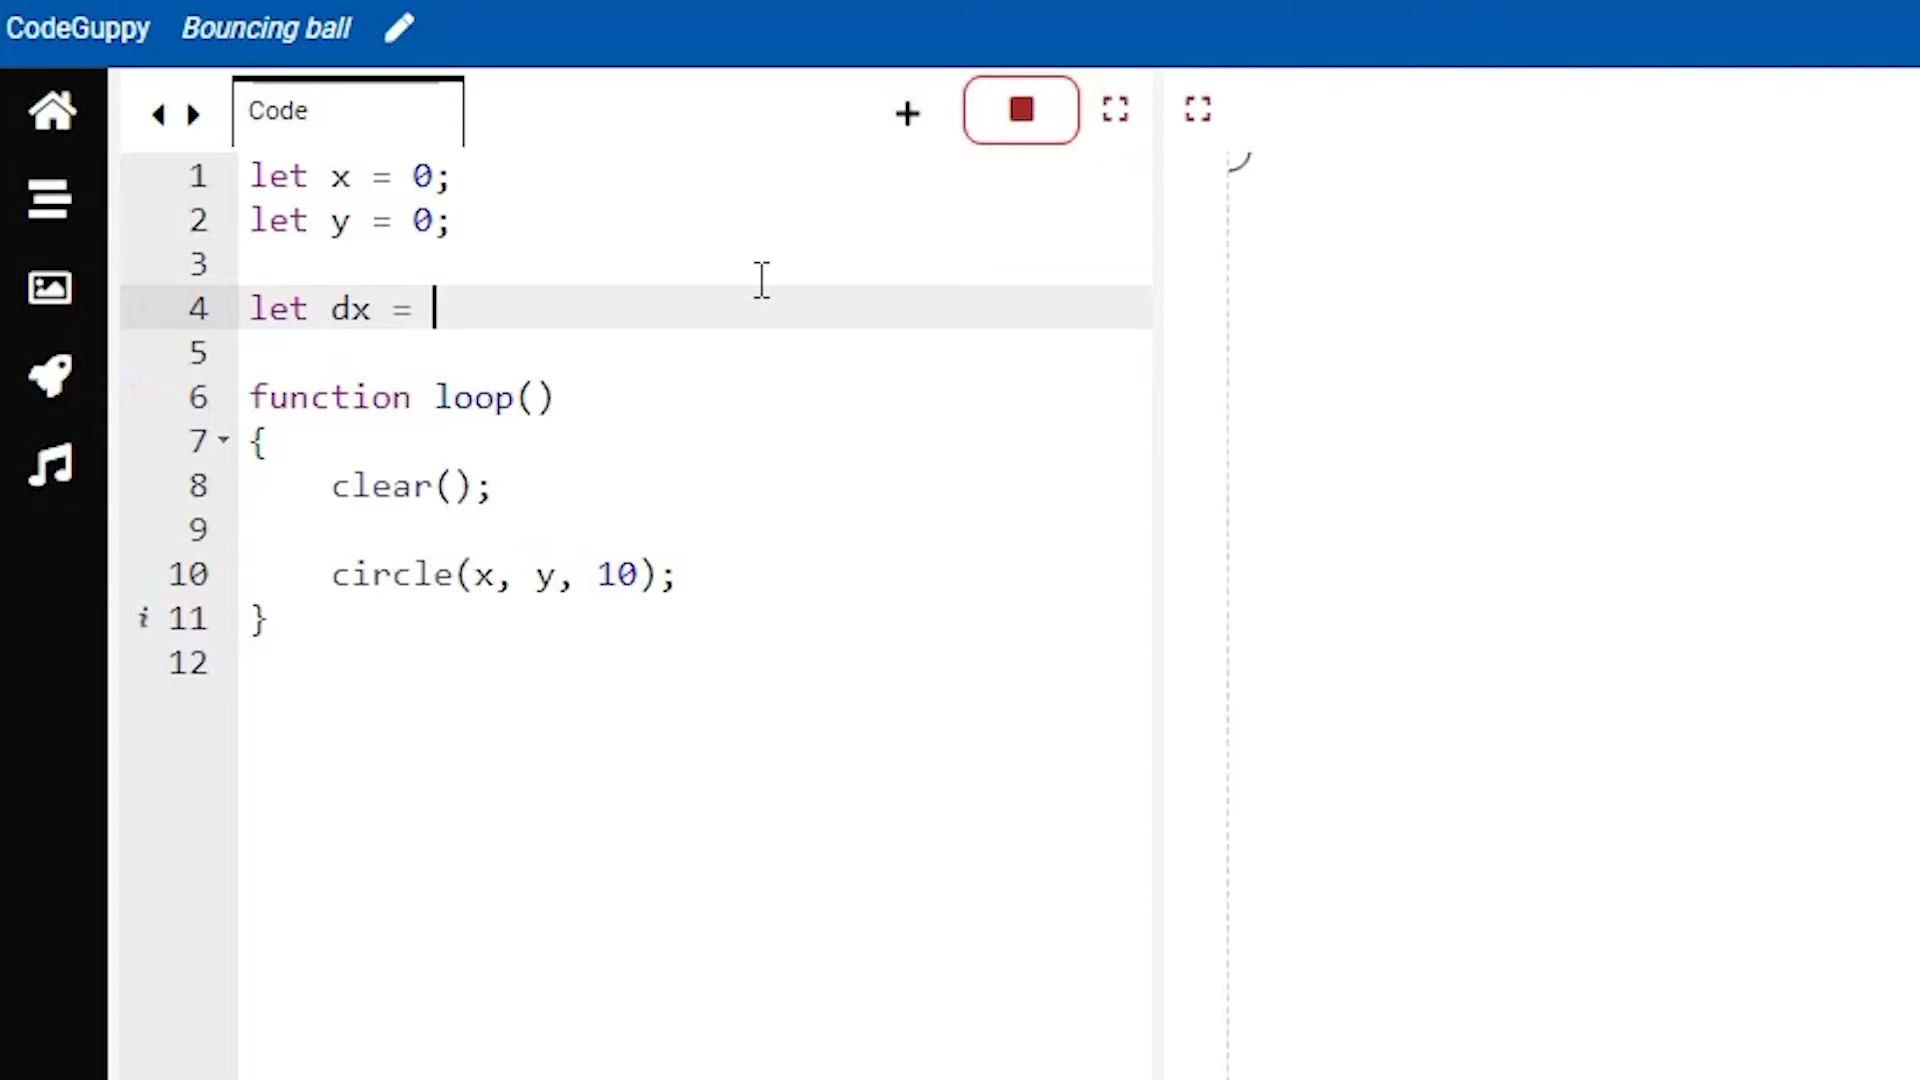 CodeGuppy Bouncing ball
Code
1 let x = 0;
2 let y = 0;
3
4 let dx =
5
6 function loop()
7 {
8 clear();
9
10 circle(x, y, 10);
i 11 }
12